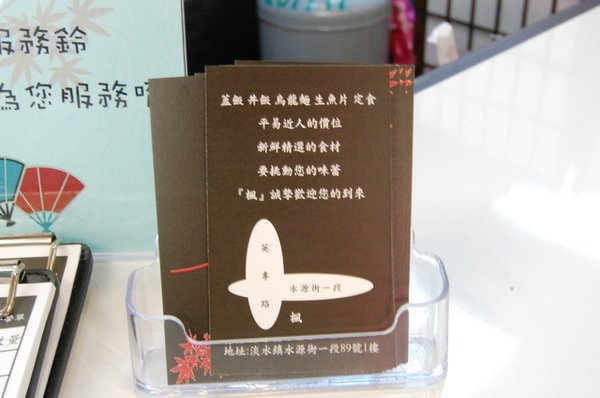 服務鈴
為您服務唷
蓋飯 丼飯 烏龍麵 生魚片 定食
平易近人的價位
新鮮精選的食材
要挑動您的味蕾
『楓』誠摯歡迎您的到來
英專路
水源街一段
楓
地址:淡水鎮水源街一段89號1樓